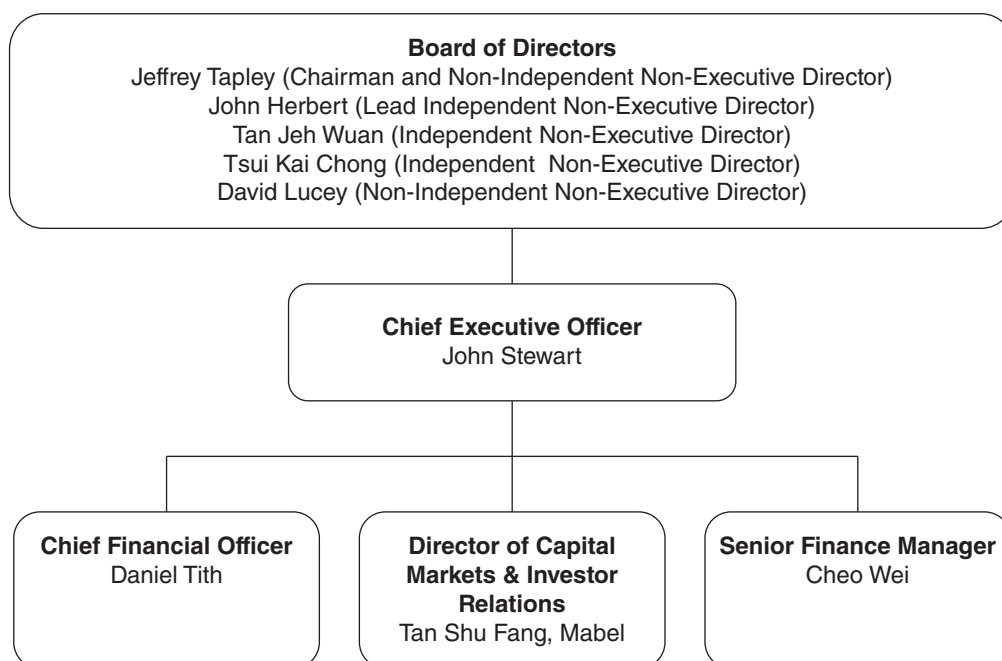 Board of Directors
Jeffrey Tapley (Chairman and Non-Independent Non-Executive Director)
John Herbert (Lead Independent Non-Executive Director)
Tan Jeh Wuan (Independent Non-Executive Director)
Tsui Kai Chong (Independent  Non-Executive Director)
David Lucey (Non-Independent Non-Executive Director)
Chief Executive Officer
John Stewart
Chief Financial Officer
Daniel Tith
Director of Capital
Markets & Investor
Relations
Tan Shu Fang, Mabel
Senior Finance Manager
Cheo Wei